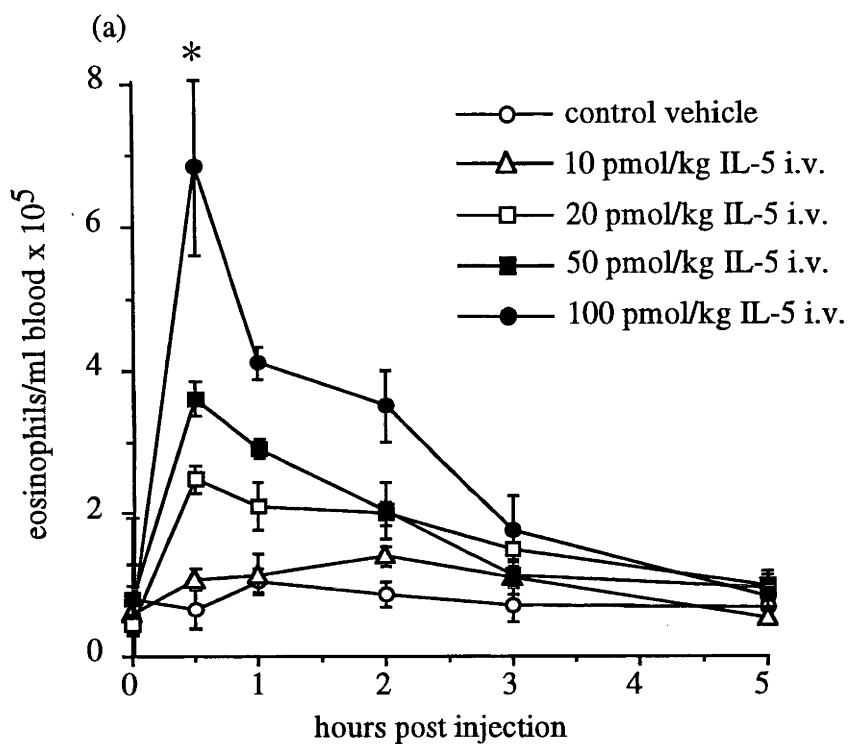 (a)
*
8
6
4
2
0
eosinophils/ml blood x 10⁵
control vehicle
10 pmol/kg IL-5 i.v.
20 pmol/kg IL-5 i.v.
50 pmol/kg IL-5 i.v.
100 pmol/kg IL-5 i.v.
0 1 2 3 4 5
hours post injection